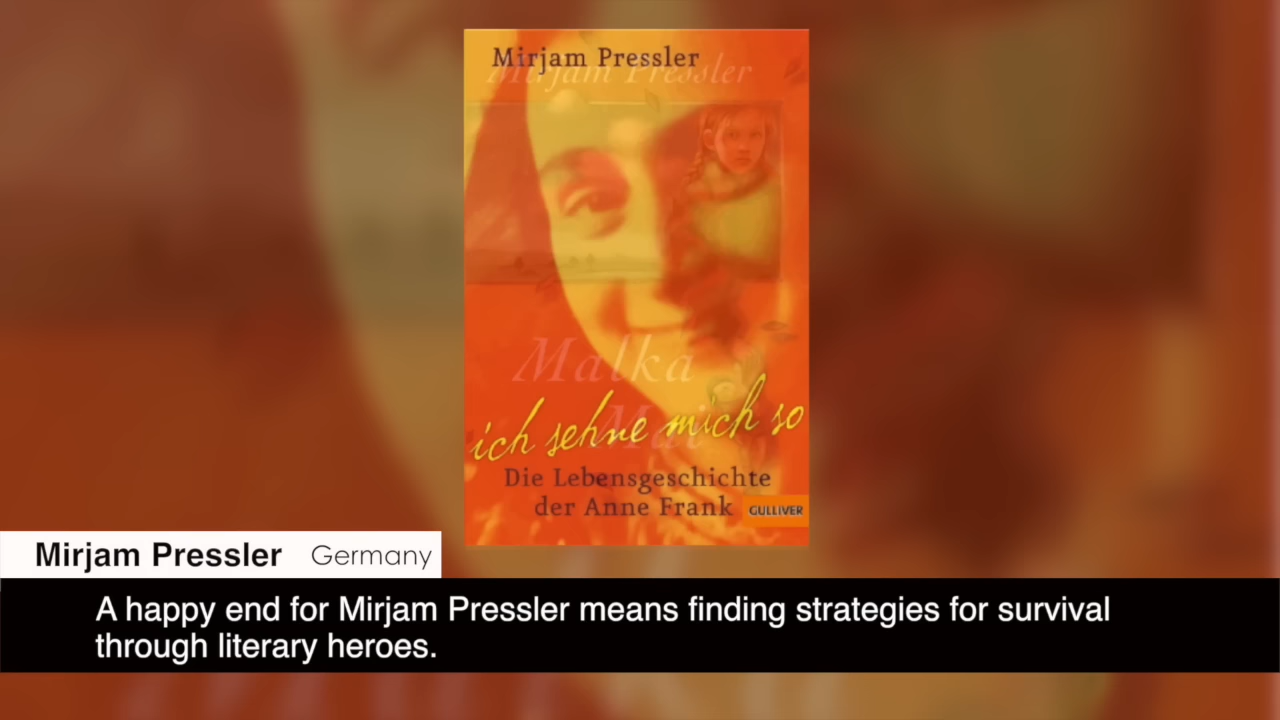 Mirjam Pressler
Mirjam Pressler
Malka
ich sehne mich so
Die Lebensgeschichte
der Anne Frank
GULLIVER
Mirjam Pressler Germany
A happy end for Mirjam Pressler means finding strategies for survival
through literary heroes.